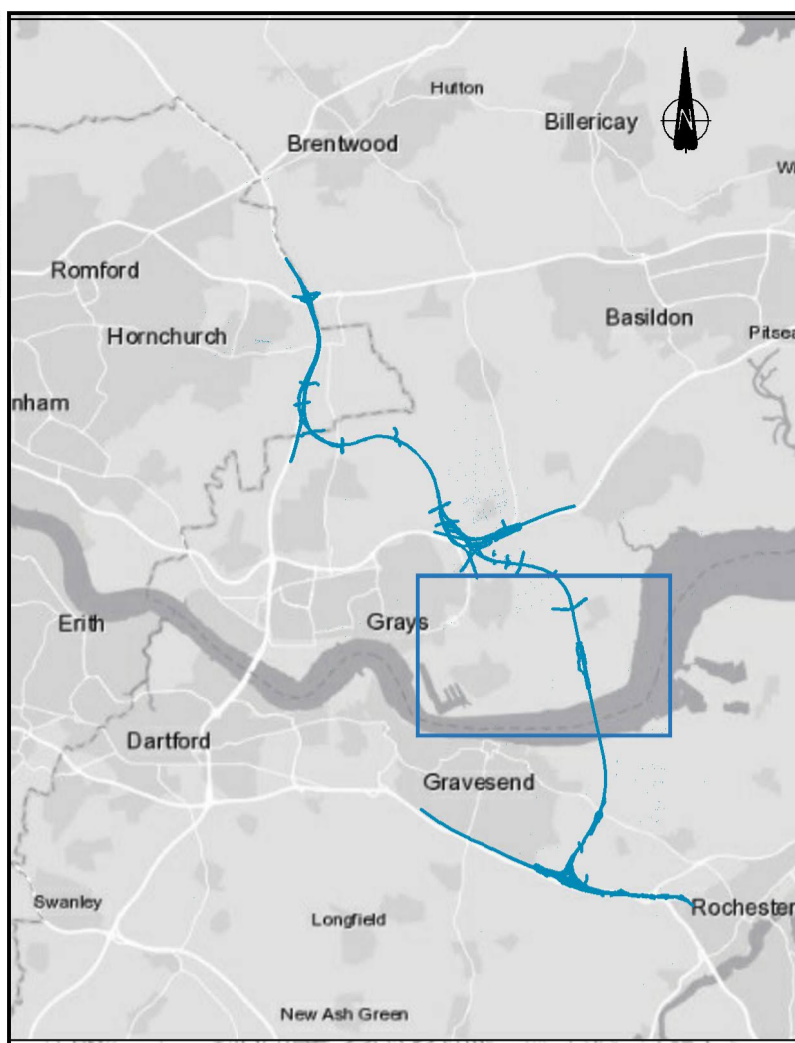 Hutton
Billericay
N
Brentwood
Romford
Basildon
Hornchurch
Pitsea
nham
Grays
Erith
Dartford
Gravesend
Swanley
Rochester
Longfield
New Ash Green